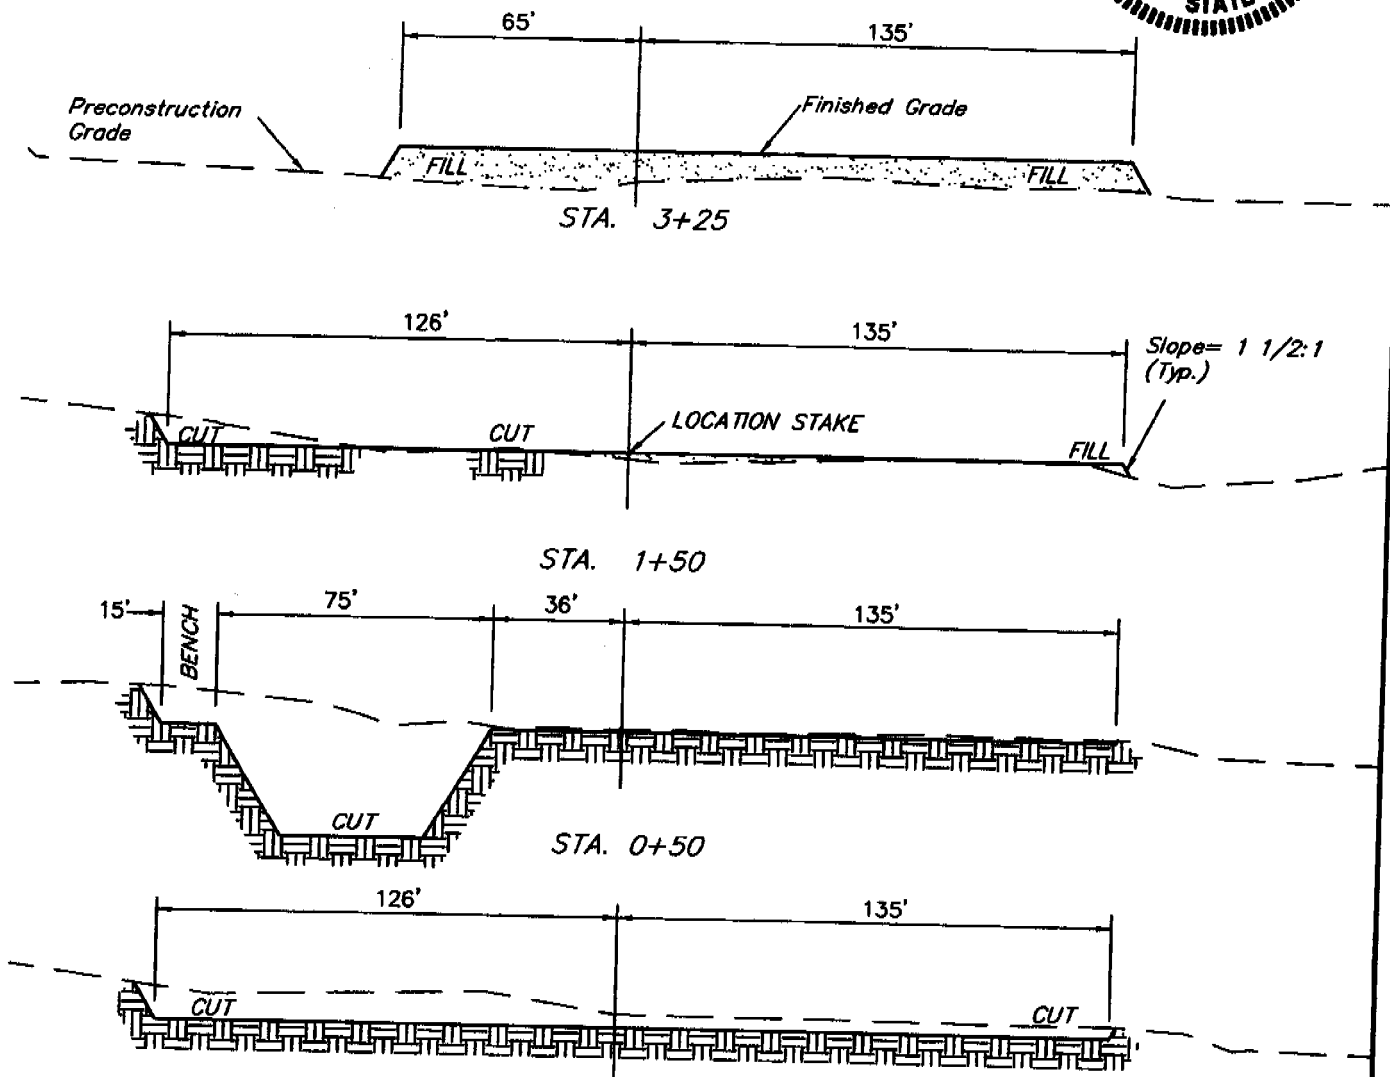 STATE
65' 135'
Preconstruction
Grade
Finished Grade
FILL FILL
STA. 3+25
126' 135'
Slope= 1 1/2:1
(Typ.)
CUT CUT LOCATION STAKE FILL
STA. 1+50
15' BENCH 75' 36' 135'
CUT
STA. 0+50
126' 135'
CUT CUT